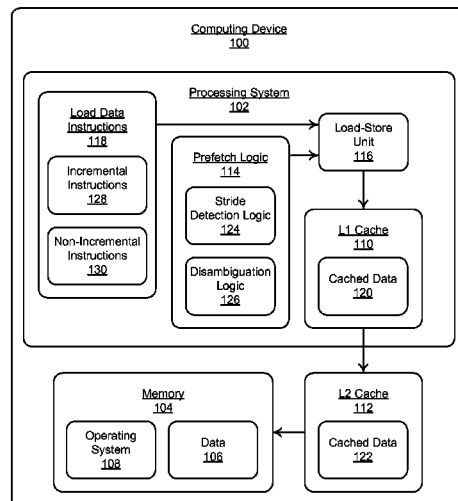 Computing Device
100
Processing System
102
Load Data
Instructions
118
Incremental
Instructions
128
Non-Incremental
Instructions
130
Prefetch Logic
114
Stride
Detection Logic
124
Disambiguation
Logic
126
Load-Store
Unit
116
L1 Cache
110
Cached Data
120
Memory
104
Operating
System
108
Data
106
L2 Cache
112
Cached Data
122